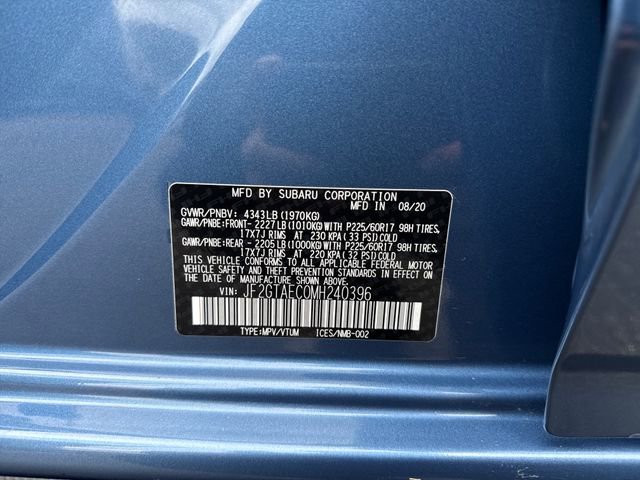 MFD BY SUBARU CORPORATION
MFD IN 08/20
GVWR/PNBV: 4343LB(1970KG)
GAWR/PNBE:FRONT- 2227LB(1010KG)WITH P225/60R17 98H TIRES,
17X7J RIMS AT 230 KPA(33 PSI)COLD
GAWR/PNBE:REAR - 2205LB(1000KG)WITH P225/60R17 98H TIRES,
17X7J RIMS AT 220 KPA(32 PSI)COLD
THIS VEHICLE CONFORMS TO ALL APPLICABLE FEDERAL MOTOR
VEHICLE SAFETY AND THEFT PREVENTION STANDARDS IN EFFECT ON
THE DATE OF MANUFACTURE SHOWN ABOVE.
VIN: JF2GTAEC0MH240396
TYPE:MPV/VTUM ICES/NMB-002